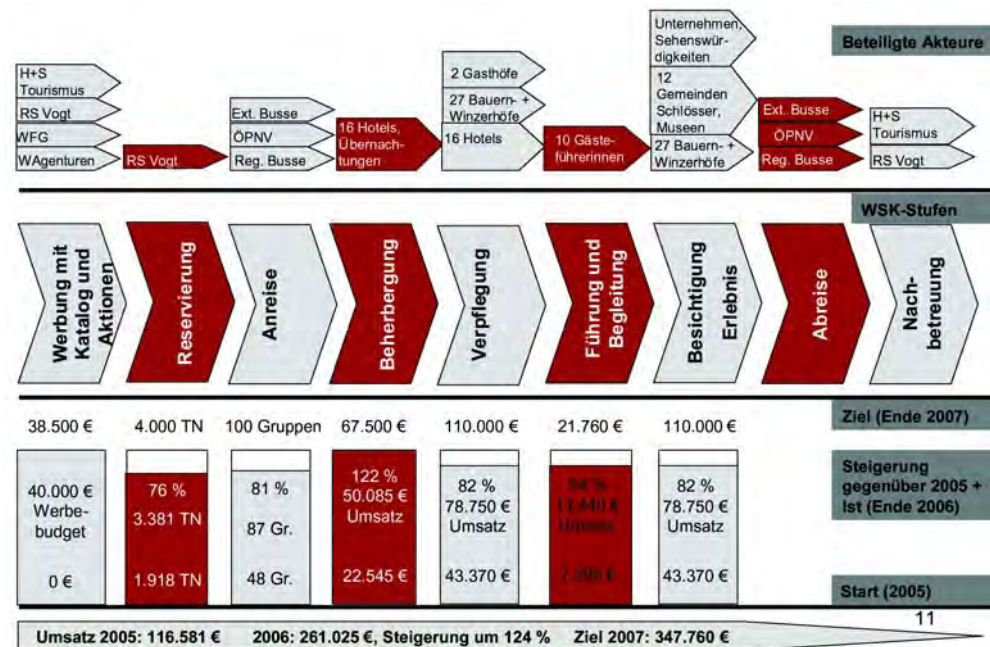 Beteiligte Akteure
H+S
Tourismus
RS Vogt
WFG
WAgenturen
RS Vogt
Ext. Busse
ÖPNV
Reg. Busse
16 Hotels,
Übernach-
tungen
2 Gasthöfe
27 Bauern- +
Winzerhöfe
16 Hotels
10 Gäste-
führerinnen
Unternehmen,
Sehenswür-
digkeiten
12
Gemeinden
Schlösser,
Museen
27 Bauern- +
Winzerhöfe
Ext. Busse
ÖPNV
Reg. Busse
H+S
Tourismus
RS Vogt
WSK-Stufen
Werbung mit
Katalog und
Aktionen
Reservierung
Anreise
Beherbergung
Verpflegung
Führung und
Begleitung
Besichtigung
Erlebnis
Abreise
Nach-
betreuung
38.500 €
4.000 TN
100 Gruppen
67.500 €
110.000 €
21.760 €
110.000 €
Ziel (Ende 2007)
40.000 €
Werbe-
budget
0 €
76 %
3.381 TN
1.918 TN
81 %
87 Gr.
48 Gr.
122 %
50.085 €
Umsatz
22.545 €
82 %
78.750 €
Umsatz
43.370 €
Umsatz
82 %
78.750 €
Umsatz
43.370 €
Steigerung
gegenüber 2005 +
Ist (Ende 2006)
Start (2005)
11
Umsatz 2005: 116.581 € 2006: 261.025 €, Steigerung um 124 % Ziel 2007: 347.760 €